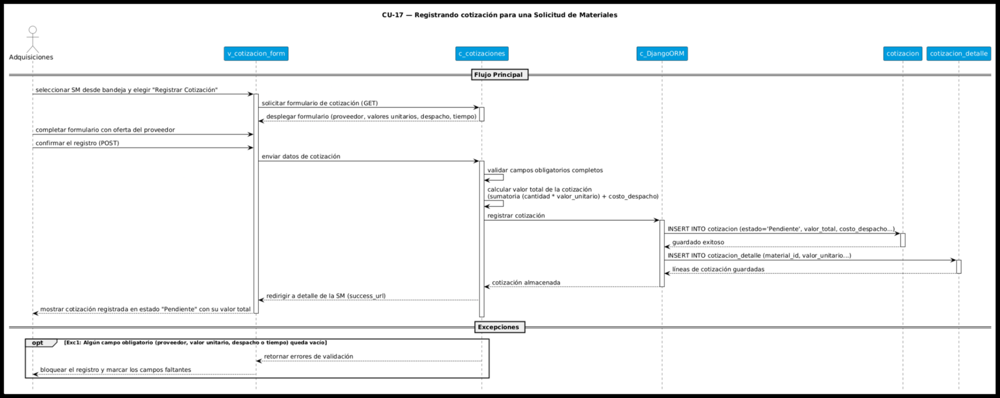 CU-17 — Registrando cotización para una Solicitud de Materiales
Adquisiciones
v_cotizacion_form
c_cotizaciones
c_DjangoORM
cotizacion
cotizacion_detalle
Flujo Principal
seleccionar SM desde bandeja y elegir "Registrar Cotización"
solicitar formulario de cotización (GET)
desplegar formulario (proveedor, valores unitarios, despacho, tiempo)
completar formulario con oferta del proveedor
confirmar el registro (POST)
enviar datos de cotización
validar campos obligatorios completos
calcular valor total de la cotización
(sumatoria (cantidad * valor_unitario) + costo_despacho)
registrar cotización
INSERT INTO cotizacion (estado='Pendiente', valor_total, costo_despacho...)
guardado exitoso
INSERT INTO cotizacion_detalle (material_id, valor_unitario...)
líneas de cotización guardadas
cotización almacenada
redirigir a detalle de la SM (success_url)
mostrar cotización registrada en estado "Pendiente" con su valor total
Excepciones
opt [Exc1: Algún campo obligatorio (proveedor, valor unitario, despacho o tiempo) queda vacío]
retornar errores de validación
bloquear el registro y marcar los campos faltantes